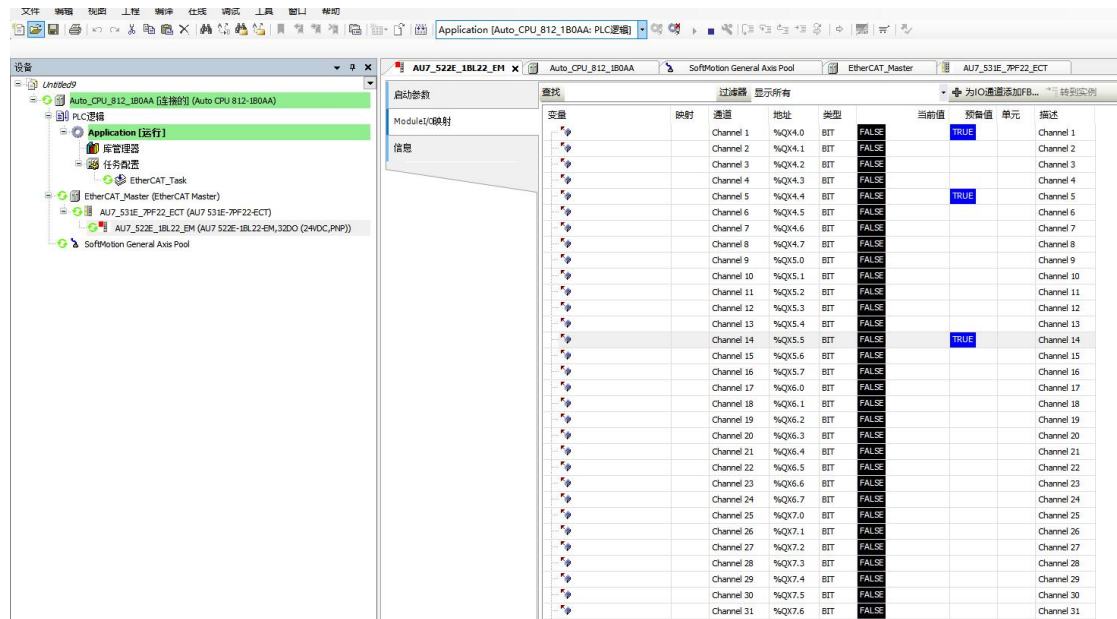 文件 编辑 视图 工程 编译 在线 调试 工具 窗口 帮助
Application [Auto_CPU_812_1B0AA: PLC逻辑]
设备
AU7_522E_1BL22_EM
Auto_CPU_812_1B0AA
SoftMotion General Axis Pool
EtherCAT_Master
AU7_531E_7PF22_ECT
Untitled9
Auto_CPU_812_1B0AA [连接的] (Auto CPU 812-1B0AA)
PLC逻辑
Application [运行]
库管理器
任务配置
EtherCAT_Task
EtherCAT_Master (EtherCAT Master)
AU7_531E_7PF22_ECT (AU7 531E-7PF22-ECT)
AU7_522E_1BL22_EM (AU7 522E-1BL22-EM,32DO (24VDC,PNP))
SoftMotion General Axis Pool
启动参数
ModuleI/O映射
信息
查找 过滤器 显示所有 为IO通道添加FB... 转到实例
变量 映射 通道 地址 类型 当前值 预备值 单元 描述
Channel 1 %QX4.0 BIT FALSE TRUE Channel 1
Channel 2 %QX4.1 BIT FALSE Channel 2
Channel 3 %QX4.2 BIT FALSE Channel 3
Channel 4 %QX4.3 BIT FALSE Channel 4
Channel 5 %QX4.4 BIT FALSE TRUE Channel 5
Channel 6 %QX4.5 BIT FALSE Channel 6
Channel 7 %QX4.6 BIT FALSE Channel 7
Channel 8 %QX4.7 BIT FALSE Channel 8
Channel 9 %QX5.0 BIT FALSE Channel 9
Channel 10 %QX5.1 BIT FALSE Channel 10
Channel 11 %QX5.2 BIT FALSE Channel 11
Channel 12 %QX5.3 BIT FALSE Channel 12
Channel 13 %QX5.4 BIT FALSE Channel 13
Channel 14 %QX5.5 BIT FALSE TRUE Channel 14
Channel 15 %QX5.6 BIT FALSE Channel 15
Channel 16 %QX5.7 BIT FALSE Channel 16
Channel 17 %QX6.0 BIT FALSE Channel 17
Channel 18 %QX6.1 BIT FALSE Channel 18
Channel 19 %QX6.2 BIT FALSE Channel 19
Channel 20 %QX6.3 BIT FALSE Channel 20
Channel 21 %QX6.4 BIT FALSE Channel 21
Channel 22 %QX6.5 BIT FALSE Channel 22
Channel 23 %QX6.6 BIT FALSE Channel 23
Channel 24 %QX6.7 BIT FALSE Channel 24
Channel 25 %QX7.0 BIT FALSE Channel 25
Channel 26 %QX7.1 BIT FALSE Channel 26
Channel 27 %QX7.2 BIT FALSE Channel 27
Channel 28 %QX7.3 BIT FALSE Channel 28
Channel 29 %QX7.4 BIT FALSE Channel 29
Channel 30 %QX7.5 BIT FALSE Channel 30
Channel 31 %QX7.6 BIT FALSE Channel 31